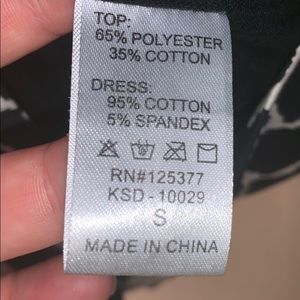 TOP:
65% POLYESTER
35% COTTON
DRESS:
95% COTTON
5% SPANDEX
RN#125377
KSD-10029
S
MADE IN CHINA